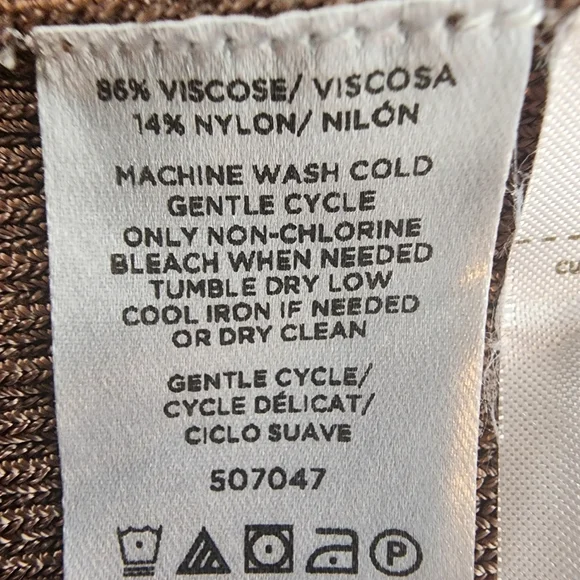 86% VISCOSE/ VISCOSA
14% NYLON/ NILÓN
MACHINE WASH COLD
GENTLE CYCLE
ONLY NON-CHLORINE
BLEACH WHEN NEEDED
TUMBLE DRY LOW
COOL IRON IF NEEDED
OR DRY CLEAN
GENTLE CYCLE/
CYCLE DÉLICAT/
CICLO SUAVE
507047
P
CU